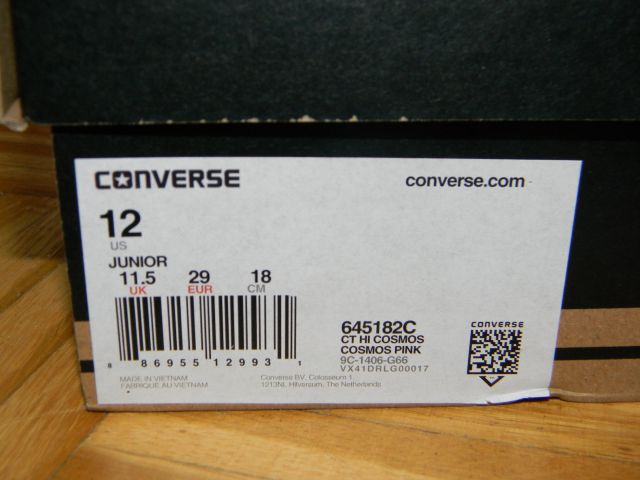 CONVERSE
converse.com
12
US
JUNIOR
11.5 29 18
UK EUR CM
8 86955 12993 1
645182C
CT HI COSMOS
COSMOS PINK
9C-1406-G66
VX41DRLG00017
CONVERSE
MADE IN VIETNAM
FABRIQUÉ AU VIETNAM
Converse BV, Colosseum 1
1213NL Hilversum, The Netherlands